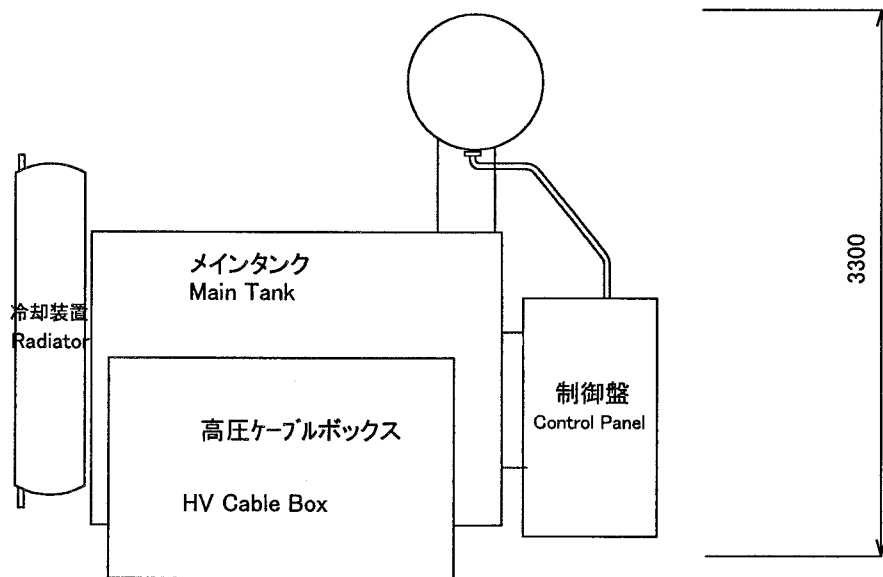 メインタンク
Main Tank
冷却装置
Radiator
制御盤
Control Panel
高圧ケーブルボックス
HV Cable Box
3300